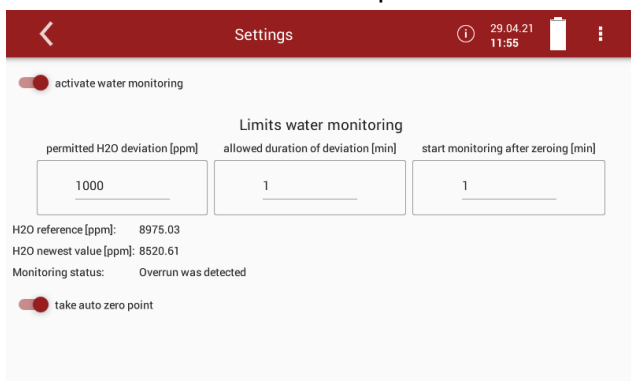 Settings
29.04.21
11:55
activate water monitoring
Limits water monitoring
permitted H2O deviation [ppm] allowed duration of deviation [min] start monitoring after zeroing [min]
1000 1 1
H2O reference [ppm]: 8975.03
H2O newest value [ppm]: 8520.61
Monitoring status: Overrun was detected
take auto zero point